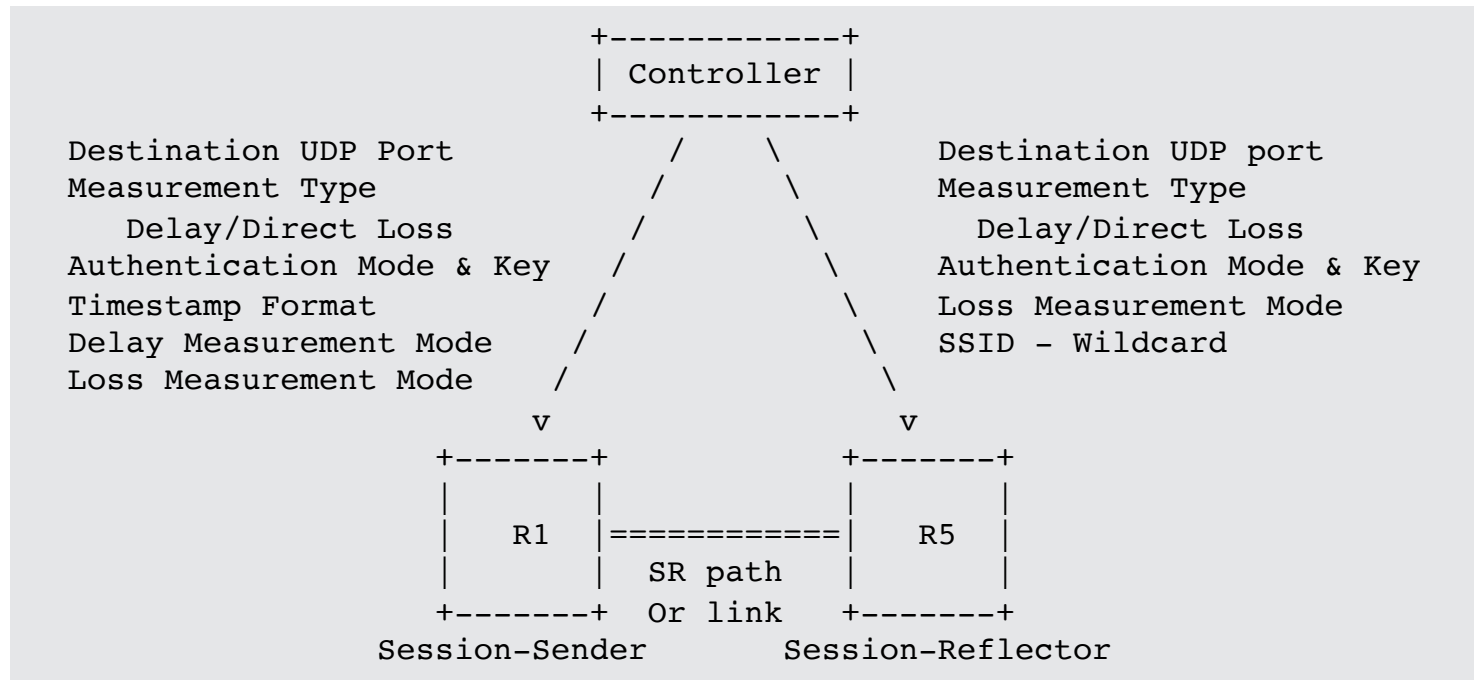 +------------+
| Controller |
+------------+
Destination UDP Port / \ Destination UDP port
Measurement Type / \ Measurement Type
Delay/Direct Loss / \ Delay/Direct Loss
Authentication Mode & Key / \ Authentication Mode & Key
Timestamp Format / \ Loss Measurement Mode
Delay Measurement Mode / \ SSID - Wildcard
Loss Measurement Mode / \
v v
+-------+ +-------+
| | | |
| R1 |============| R5 |
| | SR path | |
+-------+ Or link +-------+
Session-Sender Session-Reflector